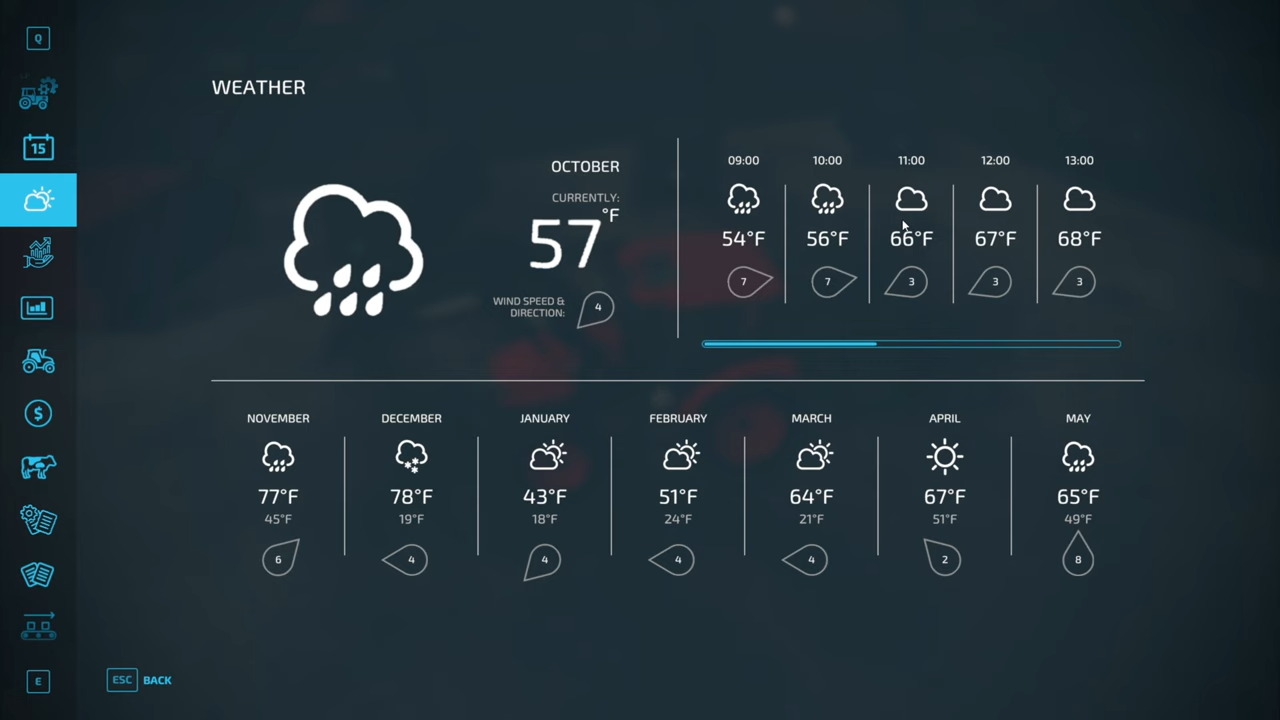 Q
15
$
E
WEATHER
OCTOBER
CURRENTLY:
57°F
WIND SPEED &
DIRECTION:
4
09:00 10:00 11:00 12:00 13:00
54°F 56°F 66°F 67°F 68°F
7 7 3 3 3
NOVEMBER DECEMBER JANUARY FEBRUARY MARCH APRIL MAY
77°F 78°F 43°F 51°F 64°F 67°F 65°F
45°F 19°F 18°F 24°F 21°F 51°F 49°F
6 4 4 4 4 2 8
ESC BACK